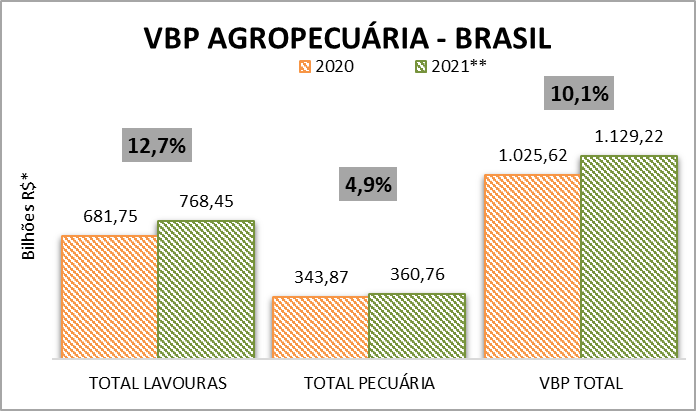 VBP AGROPECUÁRIA - BRASIL
2020 2021**
10,1%
12,7%
4,9%
1.025,62 1.129,22
681,75 768,45
343,87 360,76
Bilhões R$*
TOTAL LAVOURAS TOTAL PECUÁRIA VBP TOTAL